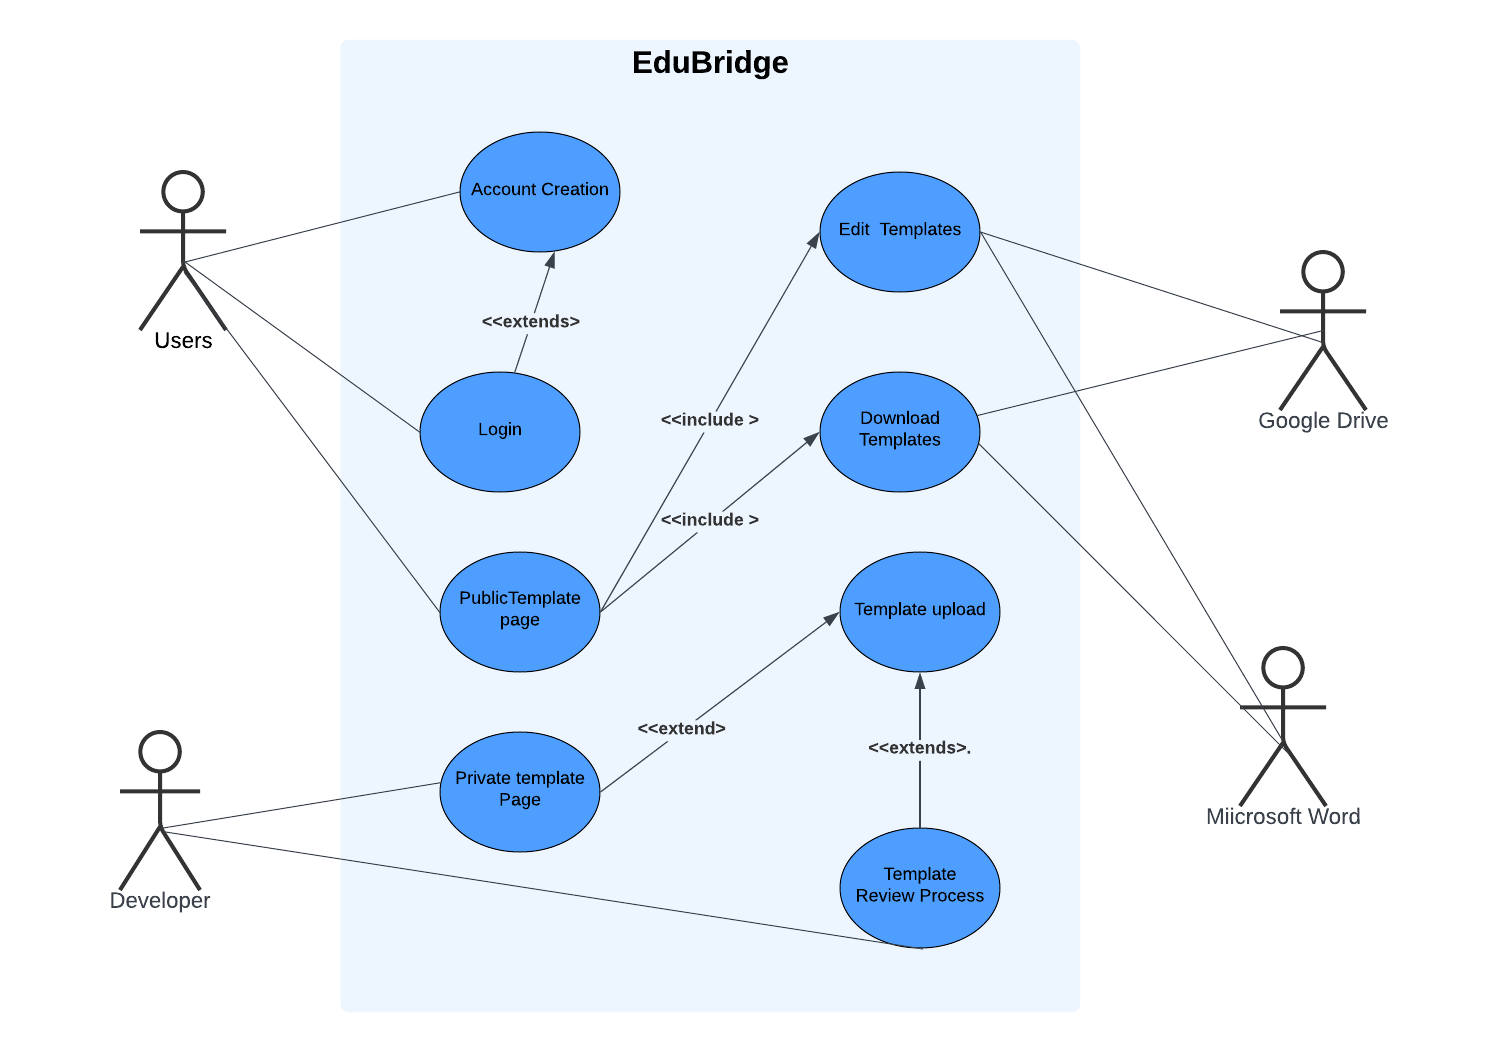 EduBridge
Account Creation
Edit  Templates
<<extends>
Users
<<include >
Download
Templates
Google Drive
Login
<<include >
PublicTemplate
page
Template upload
<<extend>
<<extends>.
Private template
Page
Miicrosoft Word
Template
Review Process
Developer